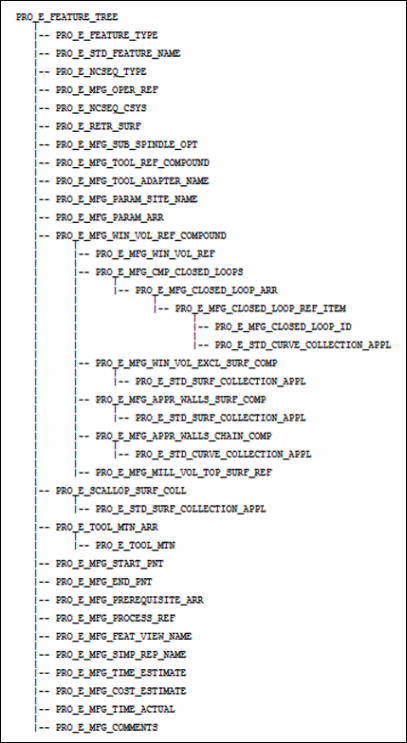 PRO_E_FEATURE_TREE
|-- PRO_E_FEATURE_TYPE
|-- PRO_E_STD_FEATURE_NAME
|-- PRO_E_NCSEQ_TYPE
|-- PRO_E_MFG_OPER_REF
|-- PRO_E_NCSEQ_CSYS
|-- PRO_E_RETR_SURF
|-- PRO_E_MFG_SUB_SPINDLE_OPT
|-- PRO_E_MFG_TOOL_REF_COMPOUND
|-- PRO_E_MFG_TOOL_ADAPTER_NAME
|-- PRO_E_MFG_PARAM_SITE_NAME
|-- PRO_E_MFG_PARAM_ARR
|-- PRO_E_MFG_WIN_VOL_REF_COMPOUND
|-- PRO_E_MFG_WIN_VOL_REF
|-- PRO_E_MFG_CMP_CLOSED_LOOPS
|-- PRO_E_MFG_CLOSED_LOOP_ARR
|-- PRO_E_MFG_CLOSED_LOOP_REF_ITEM
|-- PRO_E_MFG_CLOSED_LOOP_ID
|-- PRO_E_STD_CURVE_COLLECTION_APPL
|-- PRO_E_MFG_WIN_VOL_EXCL_SURF_COMP
|-- PRO_E_STD_SURF_COLLECTION_APPL
|-- PRO_E_MFG_APPR_WALLS_SURF_COMP
|-- PRO_E_STD_SURF_COLLECTION_APPL
|-- PRO_E_MFG_APPR_WALLS_CHAIN_COMP
|-- PRO_E_STD_CURVE_COLLECTION_APPL
|-- PRO_E_MFG_MILL_VOL_TOP_SURF_REF
|-- PRO_E_SCALLOP_SURF_COLL
|-- PRO_E_STD_SURF_COLLECTION_APPL
|-- PRO_E_TOOL_MTN_ARR
|-- PRO_E_TOOL_MTN
|-- PRO_E_MFG_START_PNT
|-- PRO_E_MFG_END_PNT
|-- PRO_E_MFG_PREREQUISITE_ARR
|-- PRO_E_MFG_PROCESS_REF
|-- PRO_E_MFG_FEAT_VIEW_NAME
|-- PRO_E_MFG_SIMP_REP_NAME
|-- PRO_E_MFG_TIME_ESTIMATE
|-- PRO_E_MFG_COST_ESTIMATE
|-- PRO_E_MFG_TIME_ACTUAL
|-- PRO_E_MFG_COMMENTS